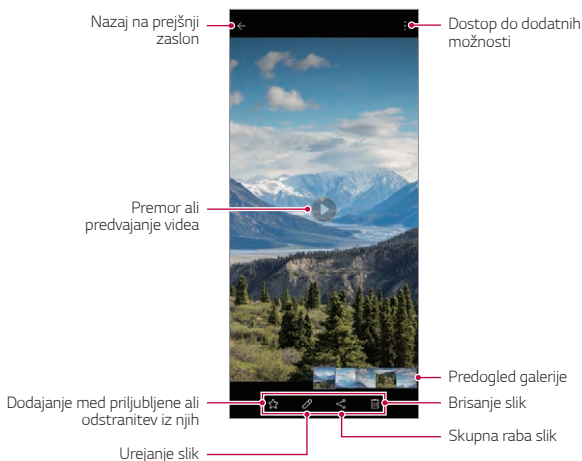 Nazaj na prejšnji
zaslon
Dostop do dodatnih
možnosti
Premor ali
predvajanje videa
Predogled galerije
Dodajanje med priljubljene ali
odstranitev iz njih
Brisanje slik
Skupna raba slik
Urejanje slik